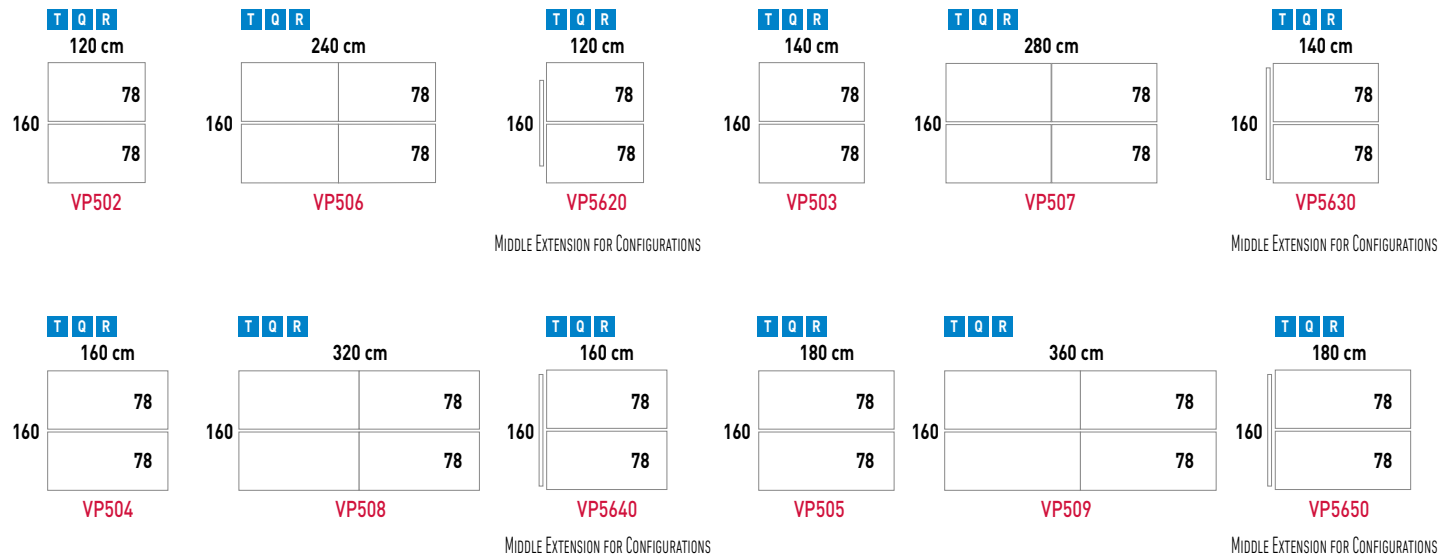 T Q R
120 cm
78
160
78
VP502
T Q R
240 cm
78
160
78
VP506
T Q R
120 cm
78
160
78
VP5620
Middle Extension for Configurations
T Q R
140 cm
78
160
78
VP503
T Q R
280 cm
78
160
78
VP507
T Q R
140 cm
78
160
78
VP5630
Middle Extension for Configurations
T Q R
160 cm
78
160
78
VP504
T Q R
320 cm
78
160
78
VP508
T Q R
160 cm
78
160
78
VP5640
Middle Extension for Configurations
T Q R
180 cm
78
160
78
VP505
T Q R
360 cm
78
160
78
VP509
T Q R
180 cm
78
160
78
VP5650
Middle Extension for Configurations